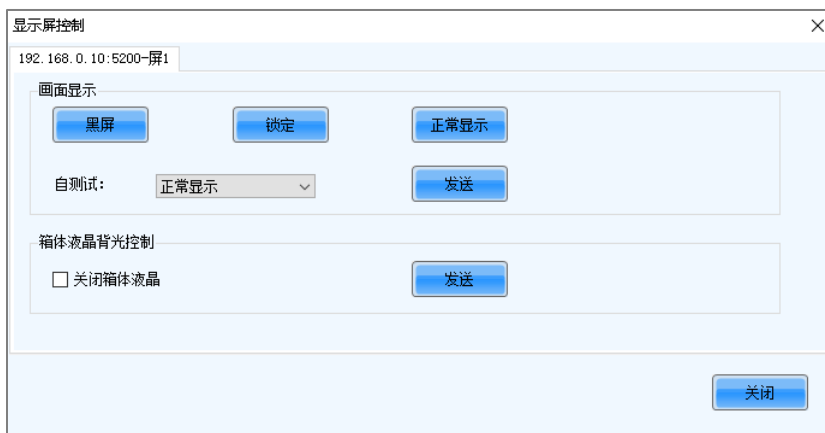 显示屏控制
192.168.0.10:5200-屏1
画面显示
黑屏 锁定 正常显示
自测试: 正常显示 发送
箱体液晶背光控制
关闭箱体液晶 发送
关闭